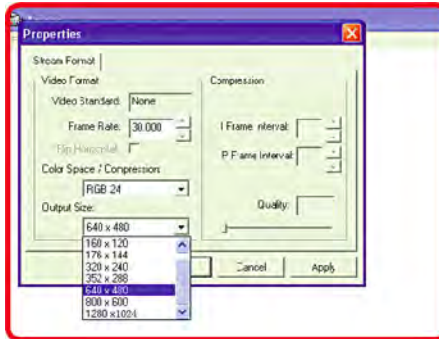 Properties
Stream Format
Video Format
Video Standard: None
Frame Rate: 30.000
Flip Horizontal:
Color Space / Compression:
RGB 24
Output Size:
640 x 480
160 x 120
176 x 144
320 x 240
352 x 288
640 x 480
800 x 600
1280 x1024
Compression
I Frame Interval:
P Frame Interval:
Quality:
Cancel
Apply